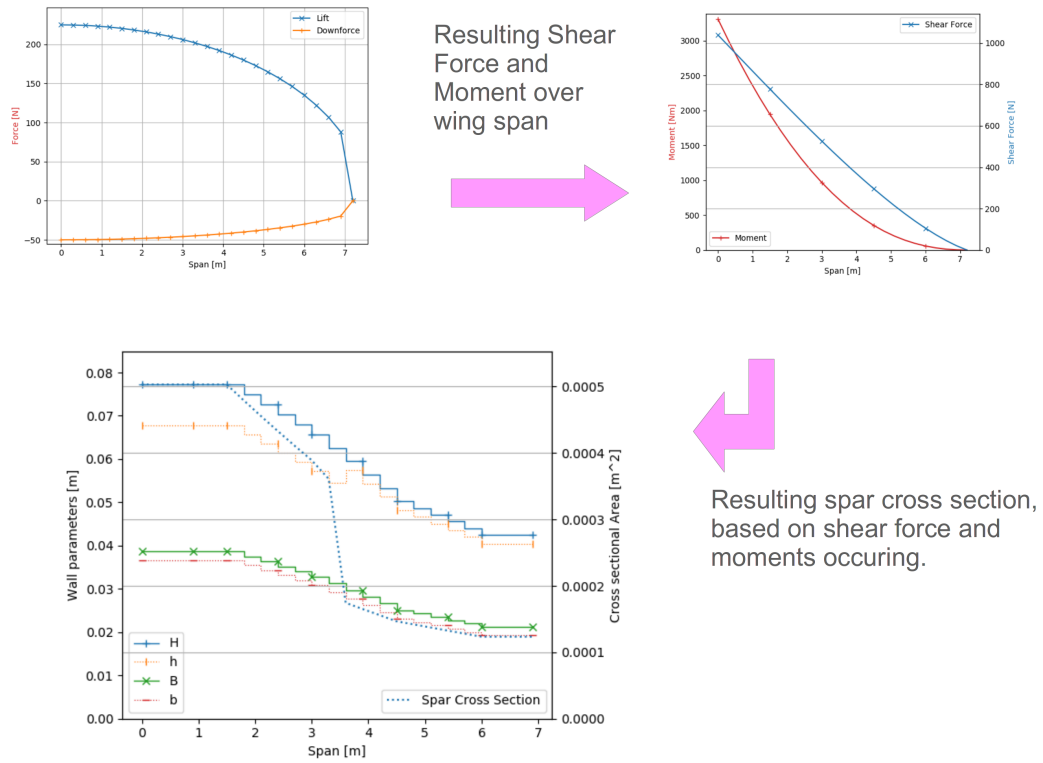 Lift
Downforce
200
150
100
50
0
−50
Force [N]
0
1
2
3
4
5
6
7
Span [m]
Resulting Shear
Force and
Moment over
wing span
Shear Force
3000
2500
2000
1500
1000
500
0
Moment [Nm]
1000
800
600
400
200
0
Shear Force [N]
Moment
0
1
2
3
4
5
6
7
Span [m]
0.08
0.07
0.06
0.05
0.04
0.03
0.02
0.01
0.00
Wall parameters [m]
0.0005
0.0004
0.0003
0.0002
0.0001
0.0000
Cross sectional Area [m^2]
H
h
B
b
Spar Cross Section
0
1
2
3
4
5
6
7
Span [m]
Resulting spar cross section,
based on shear force and
moments occuring.